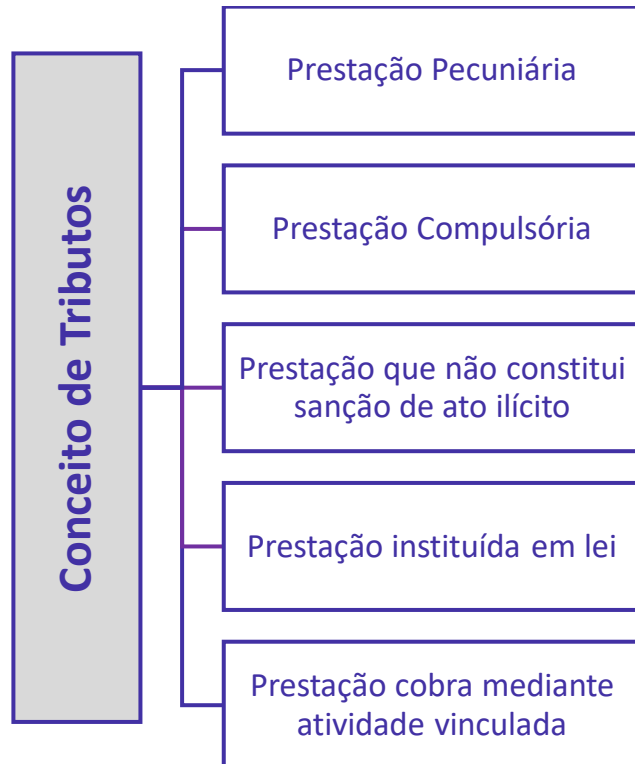 Conceito de Tributos
Prestação Pecuniária
Prestação Compulsória
Prestação que não constitui
sanção de ato ilícito
Prestação instituída em lei
Prestação cobra mediante
atividade vinculada